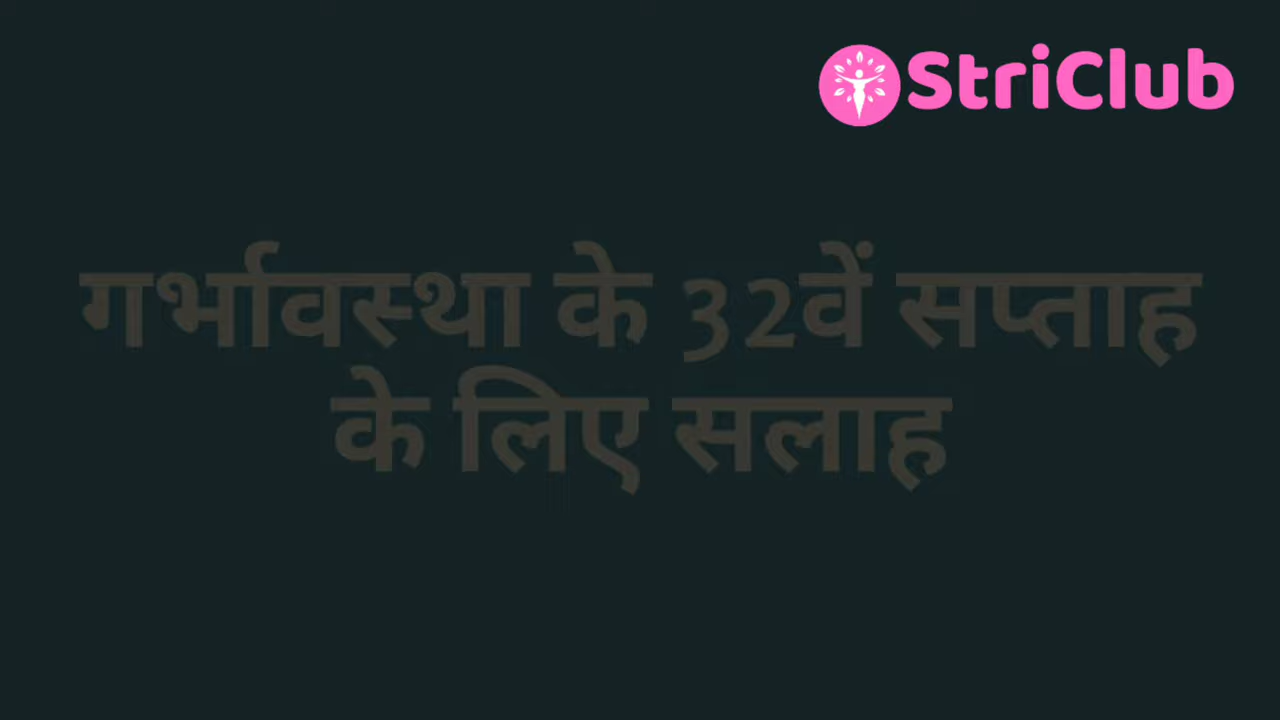 StriClub
गर्भावस्था के 32वें सप्ताह
के लिए सलाह